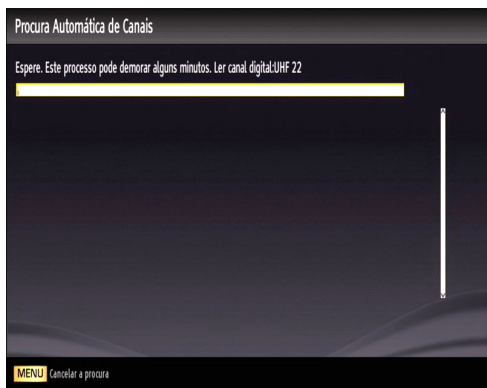 Procura Automática de Canais
Espere. Este processo pode demorar alguns minutos. Ler canal digital:UHF 22
MENU Cancelar a procura